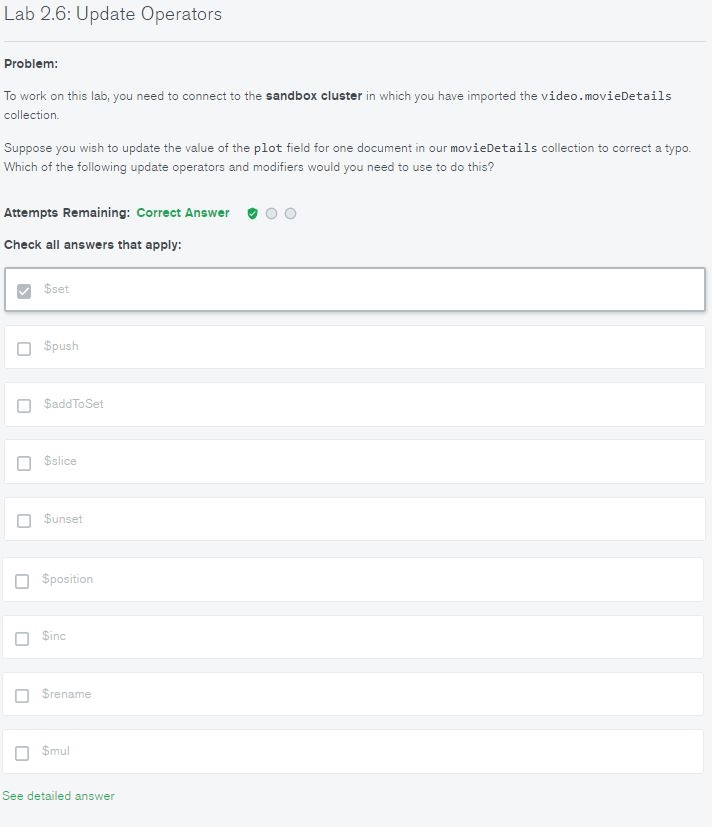 Lab 2.6: Update Operators
Problem:
To work on this lab, you need to connect to the sandbox cluster in which you have imported the video.movieDetails
collection.
Suppose you wish to update the value of the plot field for one document in our movieDetails collection to correct a typo.
Which of the following update operators and modifiers would you need to use to do this?
Attempts Remaining: Correct Answer
Check all answers that apply:
$set
$push
$addToSet
$slice
$unset
$position
$inc
$rename
$mul
See detailed answer